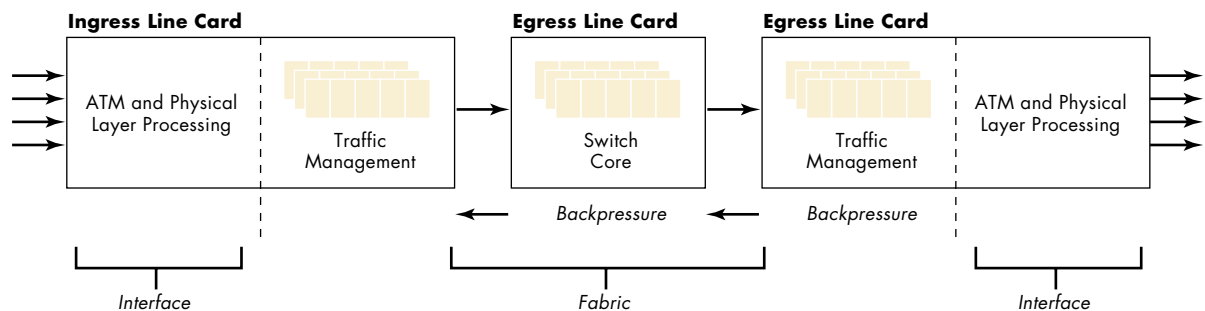 Ingress Line Card
Egress Line Card
Egress Line Card
ATM and Physical
Layer Processing
Traffic
Management
Switch
Core
Traffic
Management
ATM and Physical
Layer Processing
Backpressure
Backpressure
Interface
Fabric
Interface